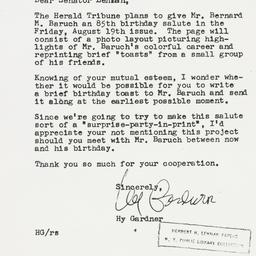 Dear Senator Lehman,
The Herald Tribune plans to give Mr. Bernard
M. Baruch an 85th birthday salute in the
Friday, August 19th issue. The page will
consist of a photo layout picturing high-
lights of Mr. Baruch's colorful career and
reprinting brief "toasts" from a small group
of his friends.
Knowing of your mutual esteem, I wonder whe-
ther it would be possible for you to write
a brief birthday toast to Mr. Baruch and send
it along at the earliest possible moment.
Since we're going to try to make this salute
sort of a "surprise-party-in-print", I'd
appreciate your not mentioning this project
should you meet with Mr. Baruch between now
and his birthday.
Thank you so much for your cooperation.
Sincerely,
Hy Gardner
Hy Gardner
HG/rs
HERBERT H. LEHMAN PAPERS
N. Y. PUBLIC LIBRARY COLLECTION